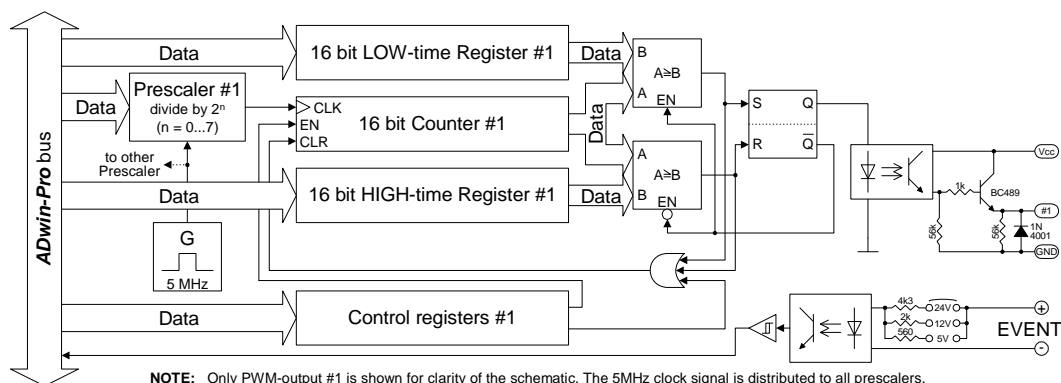 ADwin-Pro bus
Data
16 bit LOW-time Register #1
Data
B
A≥B
A
EN
Data
Prescaler #1
divide by 2ⁿ
(n = 0...7)
CLK
EN
CLR
16 bit Counter #1
Data
S
Q
R
Q̅
to other
Prescaler
A
A≥B
B
EN
Data
16 bit HIGH-time Register #1
Data
Vcc
1k
BC489
#1
56k
56k
1N
4001
GND
G
5 MHz
Data
Control registers #1
4k3
24V
2k
12V
560
5V
+
EVENT
-
NOTE: Only PWM-output #1 is shown for clarity of the schematic. The 5MHz clock signal is distributed to all prescalers.